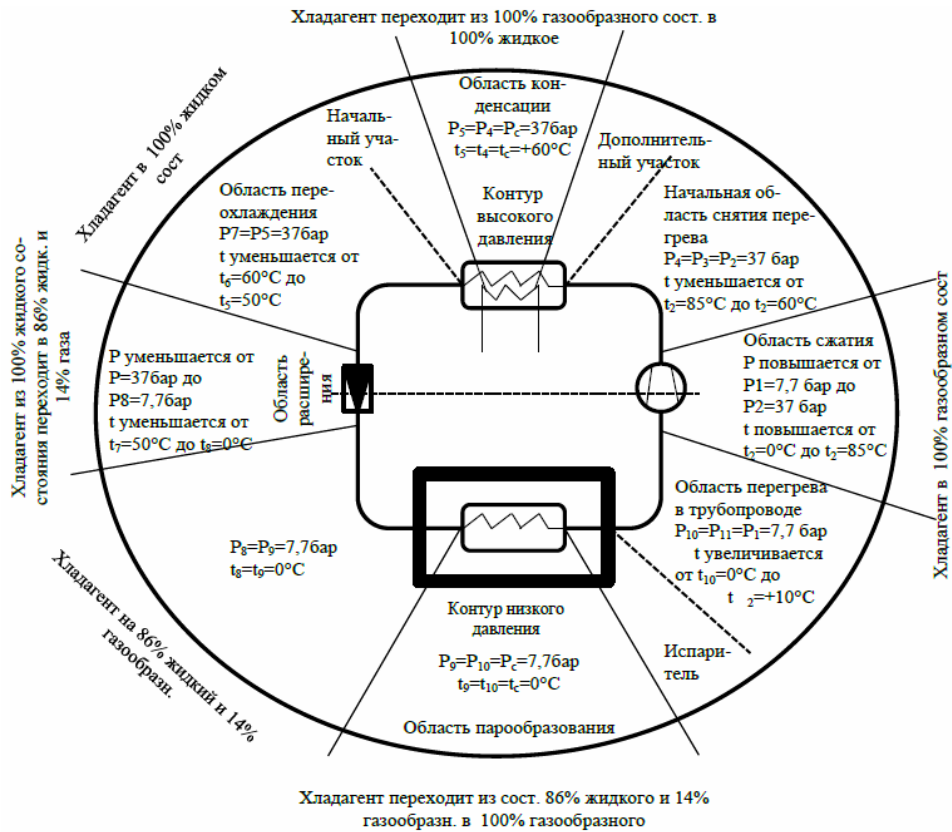 Хладагент переходит из 100% газообразного сост. в
100% жидкое
Хладагент в 100% жидком
сост
Начальный уча-
сток
Область кон-
денсации
P₅=P₄=P_c=37бар
t₅=t₄=t_c=+60°C
Дополнитель-
ный участок
Область пере-
охлаждения
P7=P5=37бар
t уменьшается от
t₆=60°C до
t₅=50°C
Контур
высокого
давления
Начальная об-
ласть снятия пере-
грева
P₄=P₃=P₂=37 бар
t уменьшается от
t₂=85°C до t₂=60°C
Хладагент из 100% жидкого со-
стояния переходит в 86% жидк. и
14% газа
P уменьшается от
P=37бар до
P8=7,7бар
t уменьшается от
t₇=50°C до t₈=0°C
Область
расшире-
ния
Область сжатия
P повышается от
P1=7,7 бар до
P2=37 бар
t повышается от
t₂=0°C до t₂=85°C
Хладагент в 100% газообразном сост
Область перегрева
в трубопроводе
P₁₀=P₁₁=P₁=7,7 бар
t увеличивается
от t₁₀=0°C до
t ₂=+10°C
P₈=P₉=7,7бар
t₈=t₉=0°C
Контур низкого
давления
P₉=P₁₀=P_c=7,7бар
t₉=t₁₀=t_c=0°C
Испари-
тель
Хладагент на 86% жидкий и 14%
газообразн.
Область парообразования
Хладагент переходит из сост. 86% жидкого и 14%
газообразн. в 100% газообразного